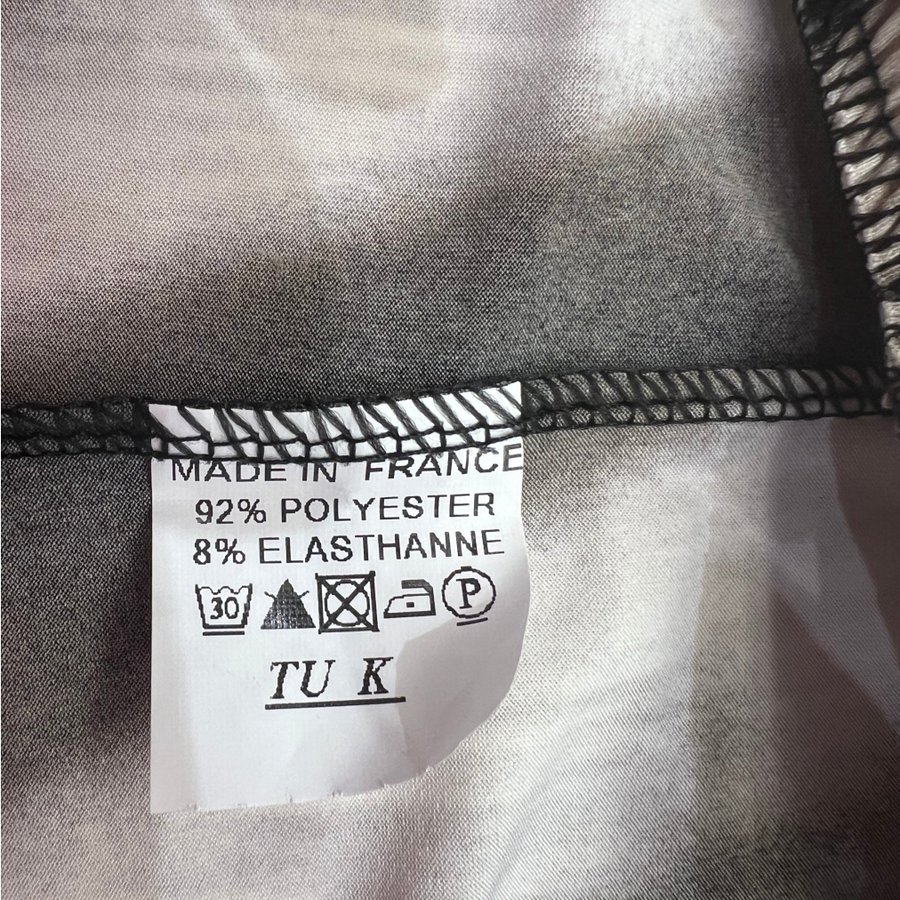 MADE IN FRANCE
92% POLYESTER
8% ELASTHANNE
30 P
TU K